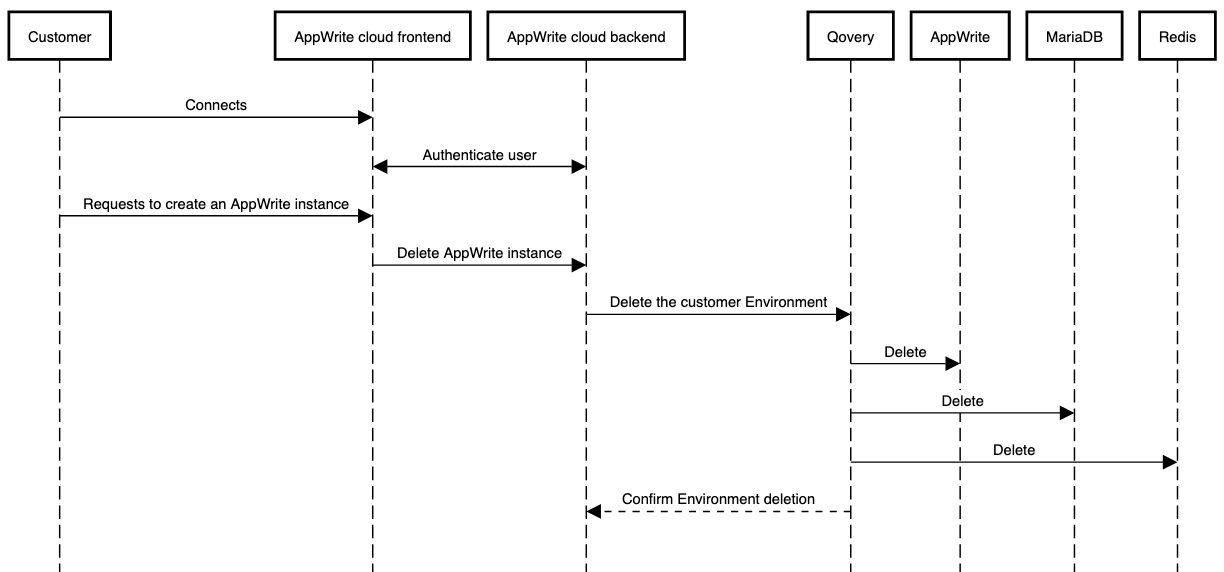 Customer
AppWrite cloud frontend
AppWrite cloud backend
Qovery
AppWrite
MariaDB
Redis
Connects
Authenticate user
Requests to create an AppWrite instance
Delete AppWrite instance
Delete the customer Environment
Delete
Delete
Delete
Confirm Environment deletion